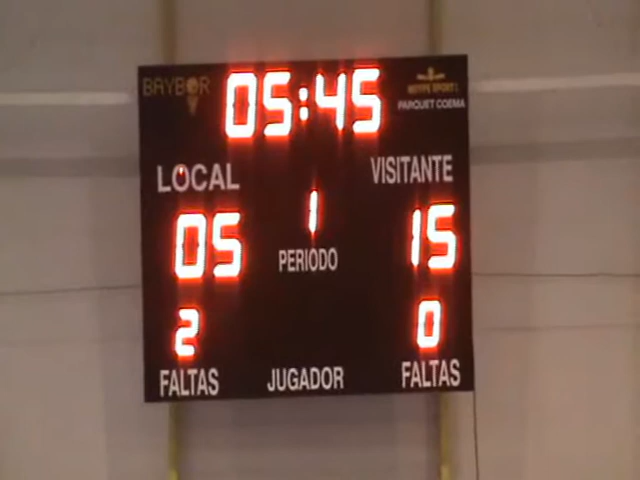 BAYBOR
05:45
PARQUET COEMA
LOCAL
VISITANTE
1
05
15
PERIODO
2
0
FALTAS
JUGADOR
FALTAS